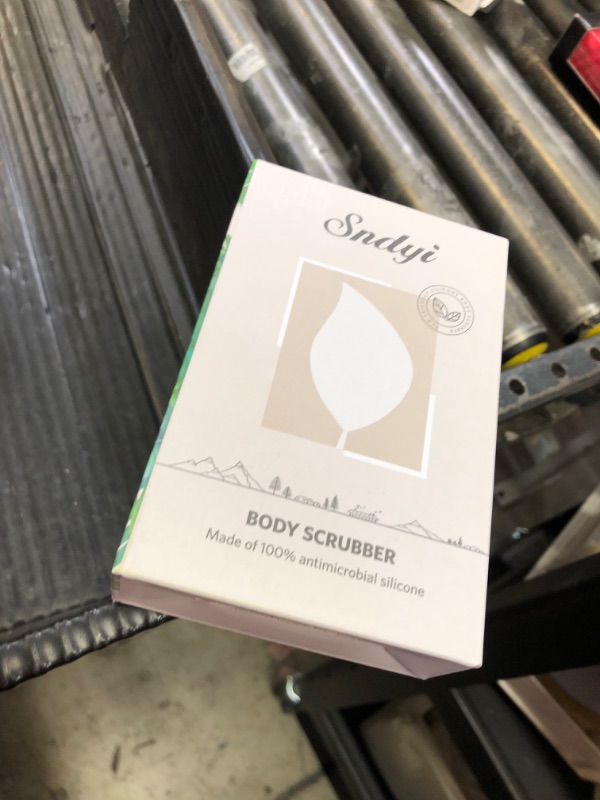 Sndyi
BODY SCRUBBER
Made of 100% antimicrobial silicone